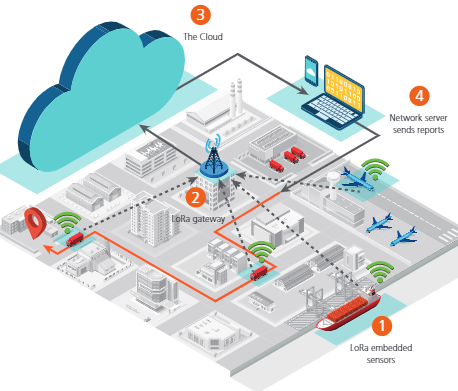 3
The Cloud
4
Network server
sends reports
2
LoRa gateway
1
LoRa embedded
sensors